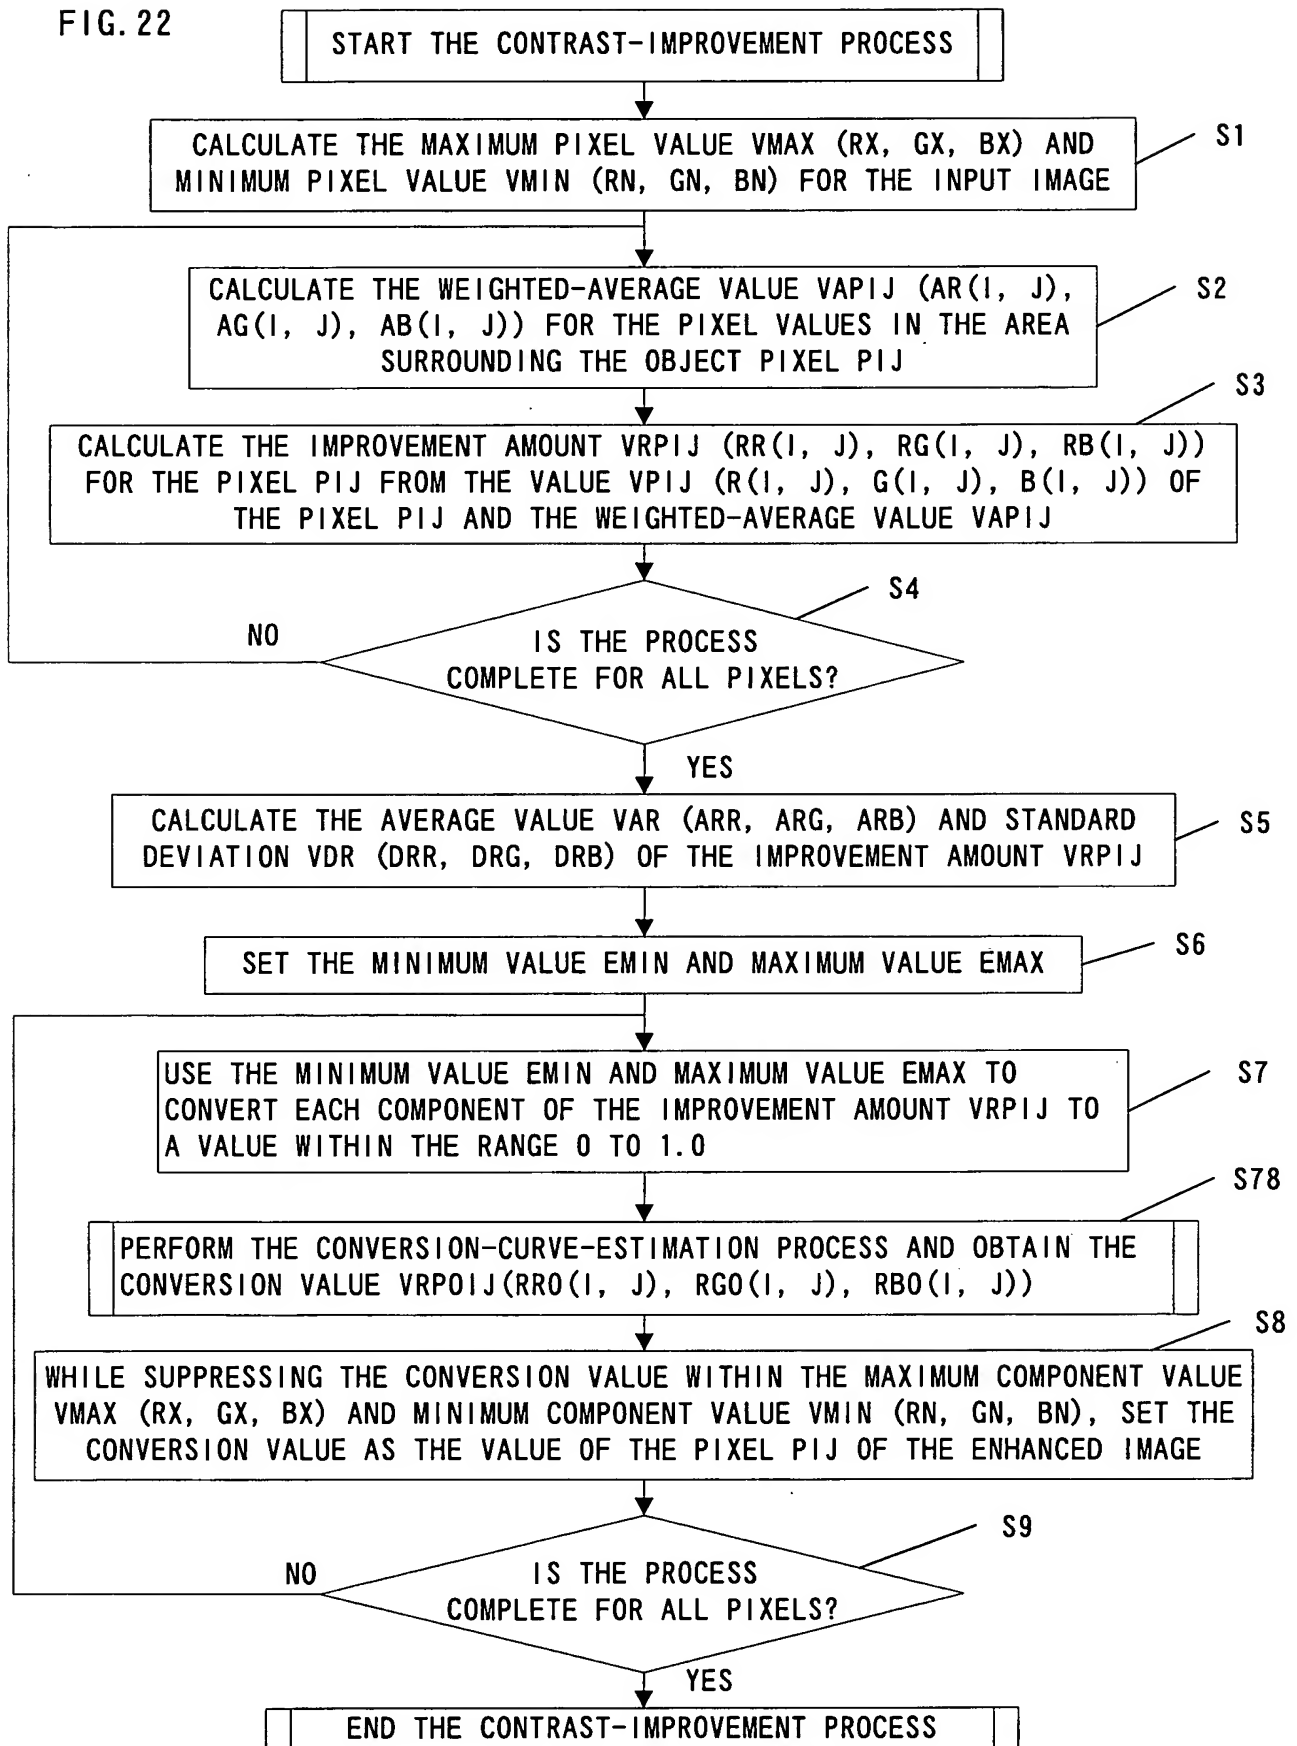 FIG. 22
START THE CONTRAST-IMPROVEMENT PROCESS
CALCULATE THE MAXIMUM PIXEL VALUE VMAX (RX, GX, BX) AND
MINIMUM PIXEL VALUE VMIN (RN, GN, BN) FOR THE INPUT IMAGE
S1
CALCULATE THE WEIGHTED-AVERAGE VALUE VAPIJ (AR(I, J),
AG(I, J), AB(I, J)) FOR THE PIXEL VALUES IN THE AREA
SURROUNDING THE OBJECT PIXEL PIJ
S2
CALCULATE THE IMPROVEMENT AMOUNT VRPIJ (RR(I, J), RG(I, J), RB(I, J))
FOR THE PIXEL PIJ FROM THE VALUE VPIJ (R(I, J), G(I, J), B(I, J)) OF
THE PIXEL PIJ AND THE WEIGHTED-AVERAGE VALUE VAPIJ
S3
IS THE PROCESS
COMPLETE FOR ALL PIXELS?
S4
NO
YES
CALCULATE THE AVERAGE VALUE VAR (ARR, ARG, ARB) AND STANDARD
DEVIATION VDR (DRR, DRG, DRB) OF THE IMPROVEMENT AMOUNT VRPIJ
S5
SET THE MINIMUM VALUE EMIN AND MAXIMUM VALUE EMAX
S6
USE THE MINIMUM VALUE EMIN AND MAXIMUM VALUE EMAX TO
CONVERT EACH COMPONENT OF THE IMPROVEMENT AMOUNT VRPIJ TO
A VALUE WITHIN THE RANGE 0 TO 1.0
S7
PERFORM THE CONVERSION-CURVE-ESTIMATION PROCESS AND OBTAIN THE
CONVERSION VALUE VRPOIJ(RRO(I, J), RGO(I, J), RBO(I, J))
S78
WHILE SUPPRESSING THE CONVERSION VALUE WITHIN THE MAXIMUM COMPONENT VALUE
VMAX (RX, GX, BX) AND MINIMUM COMPONENT VALUE VMIN (RN, GN, BN), SET THE
CONVERSION VALUE AS THE VALUE OF THE PIXEL PIJ OF THE ENHANCED IMAGE
S8
IS THE PROCESS
COMPLETE FOR ALL PIXELS?
S9
NO
YES
END THE CONTRAST-IMPROVEMENT PROCESS